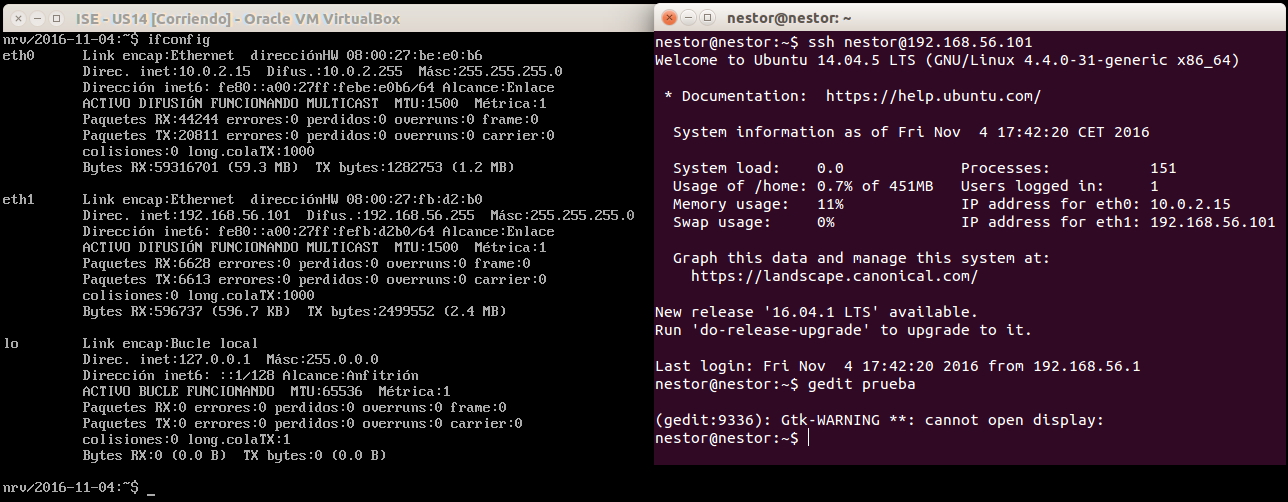 ISE - US14 [Corriendo] - Oracle VM VirtualBox
nrv/2016-11-04:~$ ifconfig
eth0      Link encap:Ethernet  direcciónHW 08:00:27:be:e0:b6
          Direc. inet:10.0.2.15  Difus.:10.0.2.255  Másc:255.255.255.0
          Dirección inet6: fe80::a00:27ff:febe:e0b6/64 Alcance:Enlace
          ACTIVO DIFUSIÓN FUNCIONANDO MULTICAST  MTU:1500  Métrica:1
          Paquetes RX:44244 errores:0 perdidos:0 overruns:0 frame:0
          Paquetes TX:20811 errores:0 perdidos:0 overruns:0 carrier:0
          colisiones:0 long.colaTX:1000
          Bytes RX:59316701 (59.3 MB)  TX bytes:1282753 (1.2 MB)
eth1      Link encap:Ethernet  direcciónHW 08:00:27:fb:d2:b0
          Direc. inet:192.168.56.101  Difus.:192.168.56.255  Másc:255.255.255.0
          Dirección inet6: fe80::a00:27ff:fefb:d2b0/64 Alcance:Enlace
          ACTIVO DIFUSIÓN FUNCIONANDO MULTICAST  MTU:1500  Métrica:1
          Paquetes RX:6628 errores:0 perdidos:0 overruns:0 frame:0
          Paquetes TX:6613 errores:0 perdidos:0 overruns:0 carrier:0
          colisiones:0 long.colaTX:1000
          Bytes RX:596737 (596.7 KB)  TX bytes:2499552 (2.4 MB)
lo        Link encap:Bucle local
          Direc. inet:127.0.0.1  Másc:255.0.0.0
          Dirección inet6: ::1/128 Alcance:Anfitrión
          ACTIVO BUCLE FUNCIONANDO  MTU:65536  Métrica:1
          Paquetes RX:0 errores:0 perdidos:0 overruns:0 frame:0
          Paquetes TX:0 errores:0 perdidos:0 overruns:0 carrier:0
          colisiones:0 long.colaTX:1
          Bytes RX:0 (0.0 B)  TX bytes:0 (0.0 B)
nrv/2016-11-04:~$ _
nestor@nestor: ~
nestor@nestor:~$ ssh nestor@192.168.56.101
Welcome to Ubuntu 14.04.5 LTS (GNU/Linux 4.4.0-31-generic x86_64)
 * Documentation:  https://help.ubuntu.com/
  System information as of Fri Nov  4 17:42:20 CET 2016
  System load:    0.0             Processes:           151
  Usage of /home: 0.7% of 451MB   Users logged in:     1
  Memory usage:   11%             IP address for eth0: 10.0.2.15
  Swap usage:     0%              IP address for eth1: 192.168.56.101
  Graph this data and manage this system at:
    https://landscape.canonical.com/
New release '16.04.1 LTS' available.
Run 'do-release-upgrade' to upgrade to it.
Last login: Fri Nov  4 17:42:20 2016 from 192.168.56.1
nestor@nestor:~$ gedit prueba
(gedit:9336): Gtk-WARNING **: cannot open display:
nestor@nestor:~$